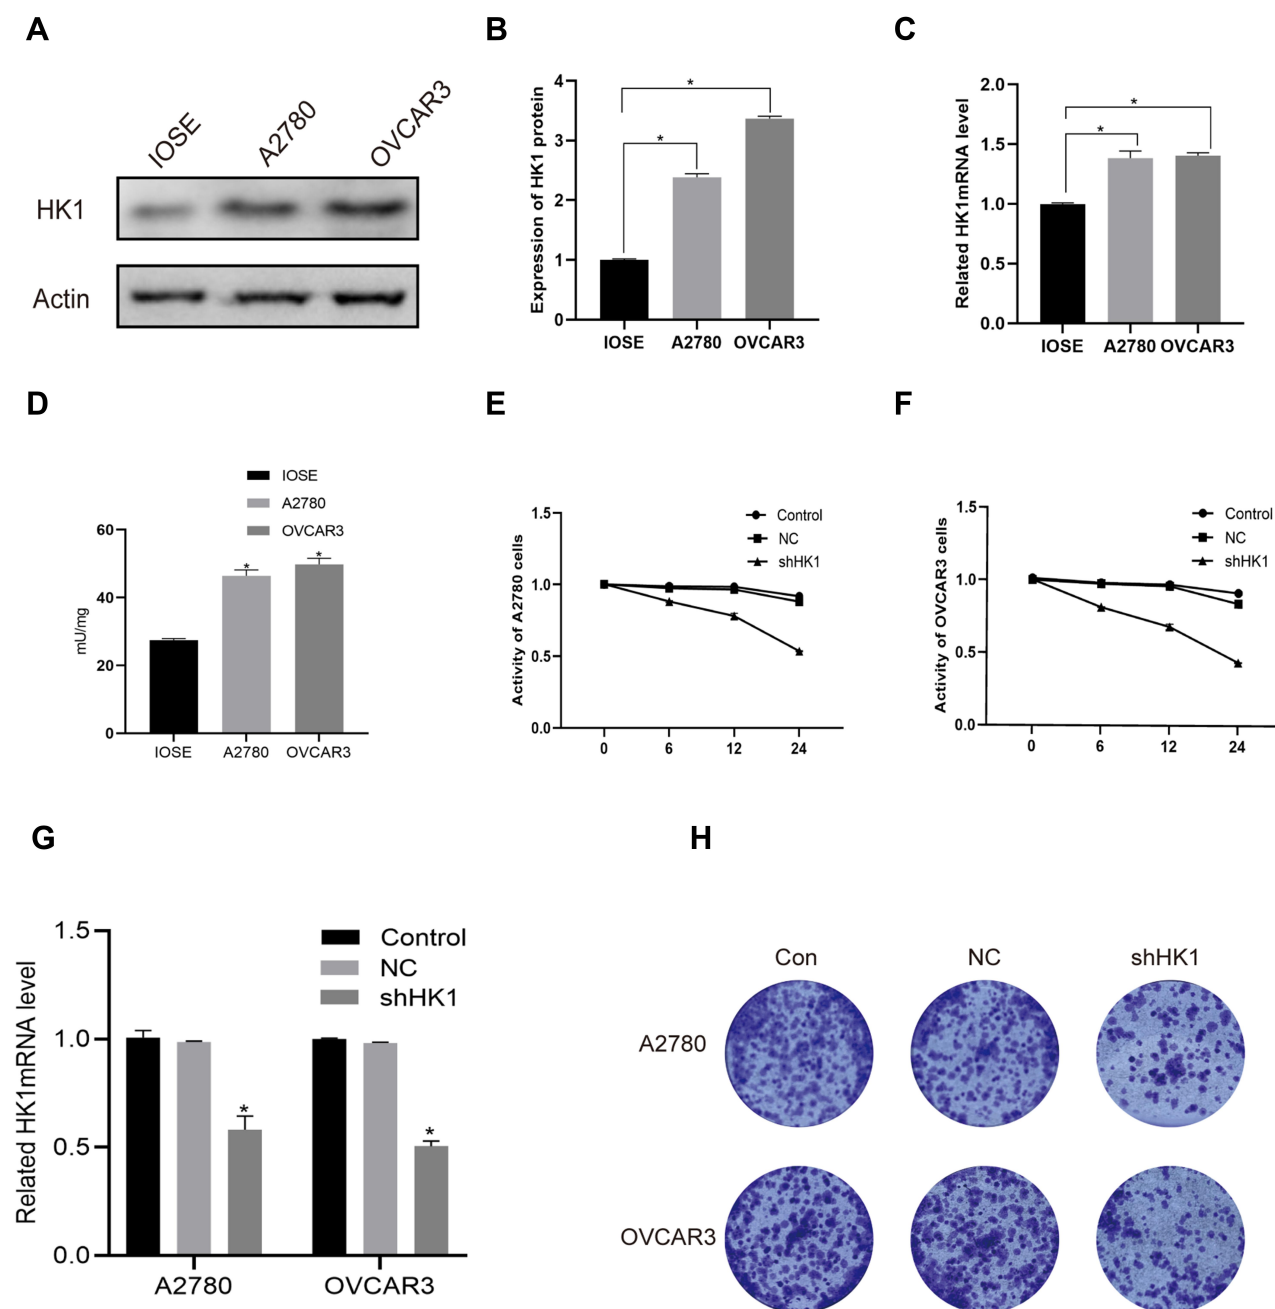 A
IOSE
A2780
OVCAR3
HK1
Actin
B
Expression of HK1 protein
4
3
2
1
0
*
*
IOSE A2780 OVCAR3
C
Related HK1mRNA level
2.0
1.5
1.0
0.5
0.0
*
*
IOSE A2780 OVCAR3
D
IOSE
A2780
OVCAR3
mU/mg
60
40
20
0
*
*
IOSE A2780 OVCAR3
E
Activity of A2780 cells
1.5
1.0
0.5
0.0
Control
NC
shHK1
0 6 12 24
F
Activity of OVCAR3 cells
1.5
1.0
0.5
0.0
Control
NC
shHK1
0 6 12 24
G
Related HK1mRNA level
1.5
1.0
0.5
0.0
Control
NC
shHK1
*
*
A2780 OVCAR3
H
Con NC shHK1
A2780
OVCAR3